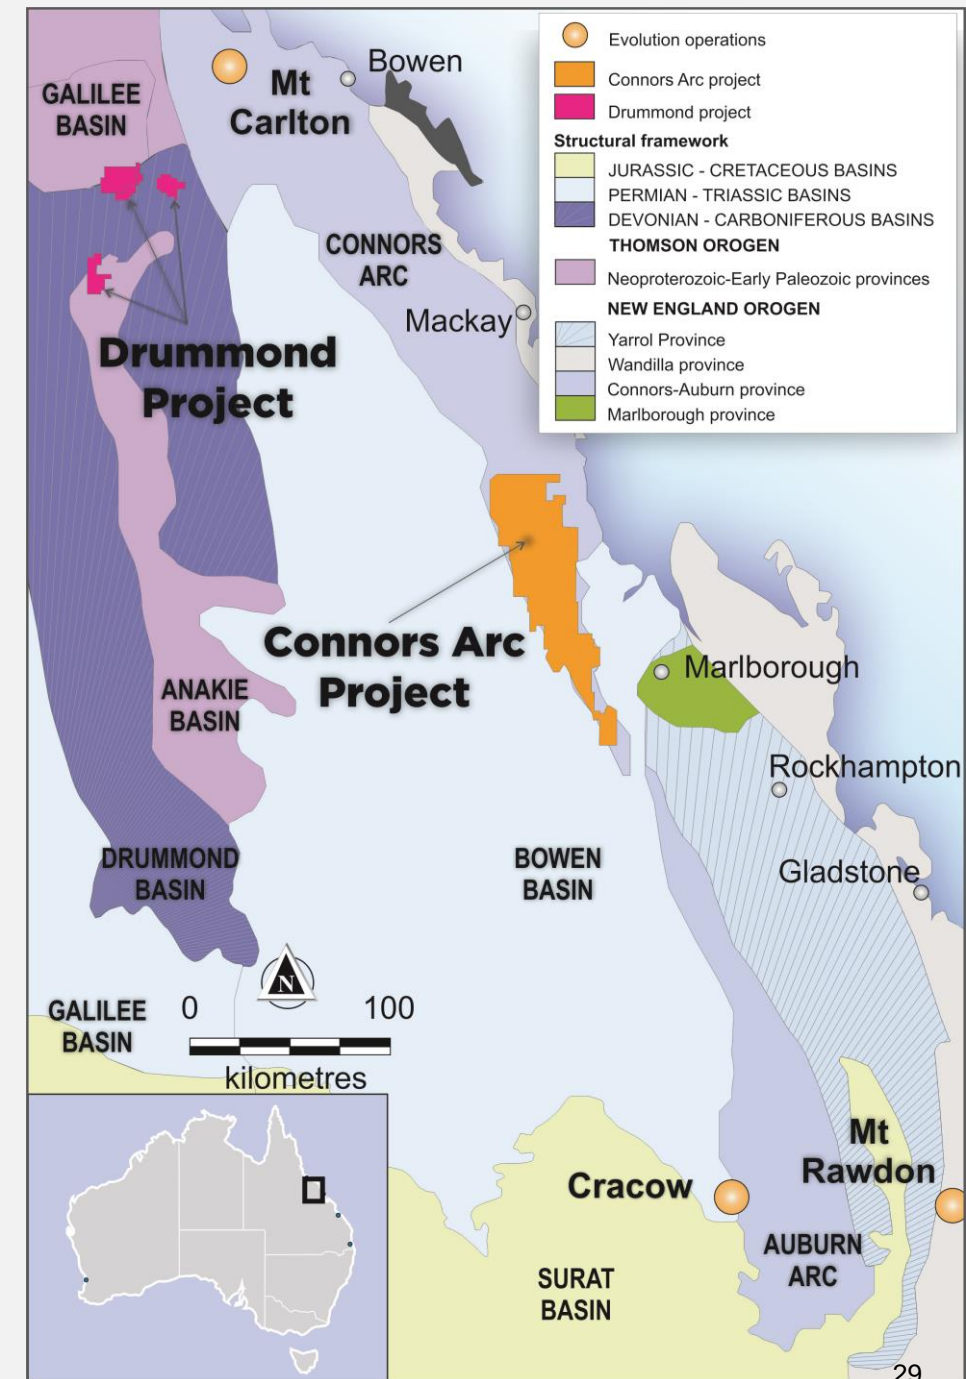 Bowen
GALILEE
BASIN
Mt
Carlton
CONNORS
ARC
Mackay
Drummond
Project
Connors Arc
Project
Marlborough
ANAKIE
BASIN
Rockhampton
DRUMMOND
BASIN
BOWEN
BASIN
Gladstone
N
GALILEE
BASIN
0 100
kilometres
Mt
Rawdon
Cracow
AUBURN
ARC
SURAT
BASIN
Evolution operations
Connors Arc project
Drummond project
Structural framework
JURASSIC - CRETACEOUS BASINS
PERMIAN - TRIASSIC BASINS
DEVONIAN - CARBONIFEROUS BASINS
THOMSON OROGEN
Neoproterozoic-Early Paleozoic provinces
NEW ENGLAND OROGEN
Yarrol Province
Wandilla province
Connors-Auburn province
Marlborough province
29